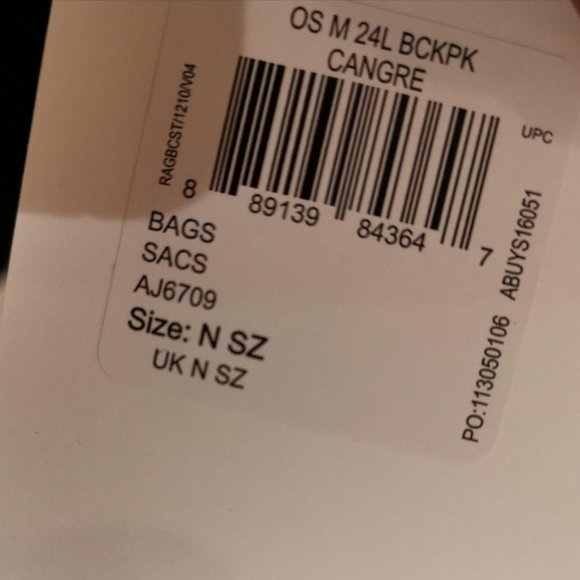 OS M 24L BCKPK
CANGRE
RAGBCST/1210/V04
UPC
8 89139 84364 7
BAGS
SACS
AJ6709
Size: N SZ
UK N SZ
PO:113050106 ABUYS16051